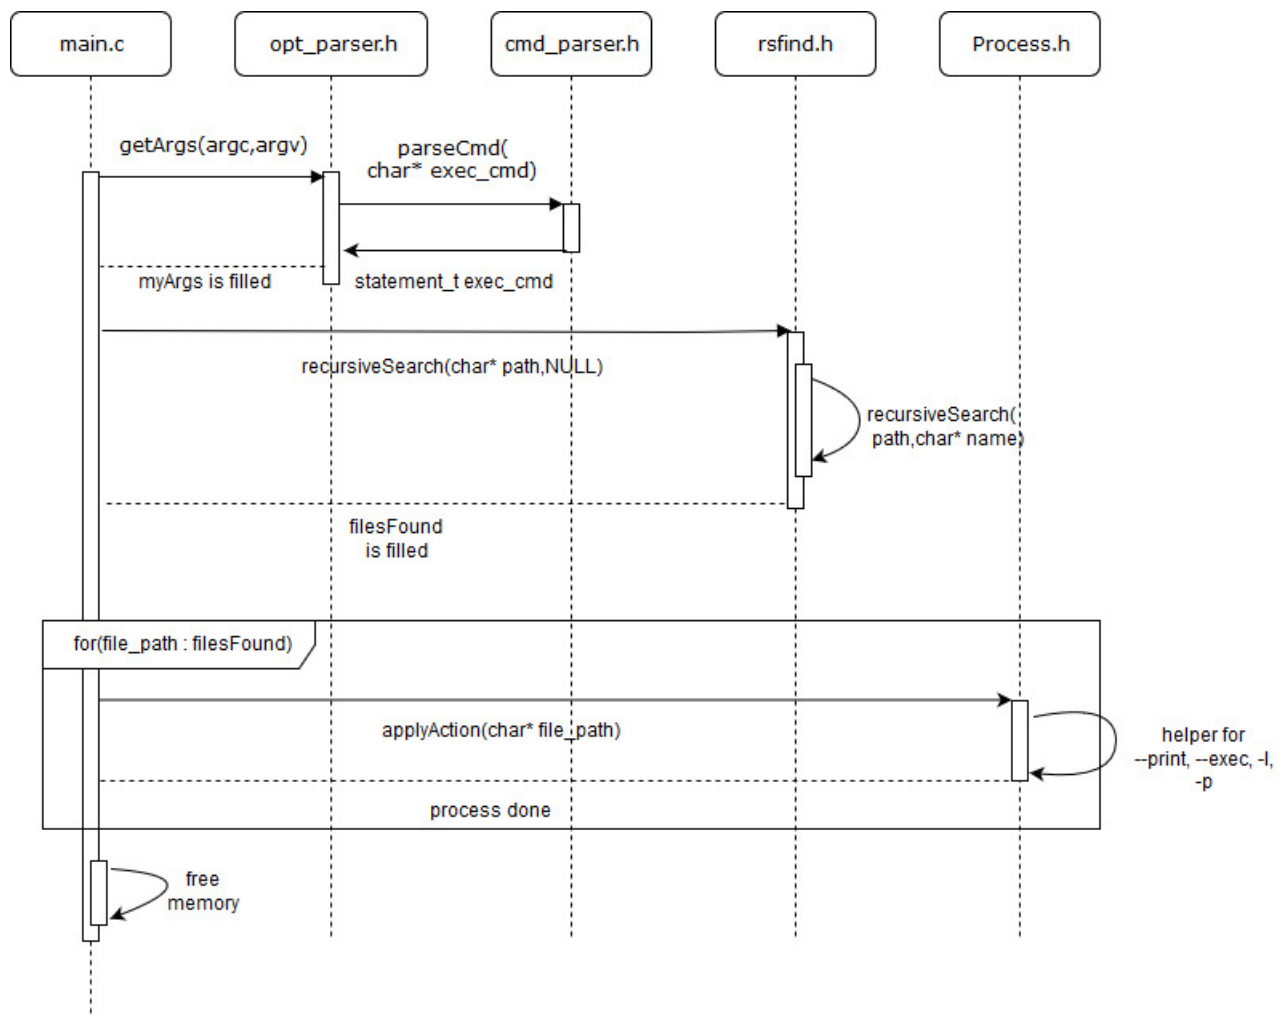 main.c
opt_parser.h
cmd_parser.h
rsfind.h
Process.h
getArgs(argc,argv)
parseCmd(
char* exec_cmd)
myArgs is filled
statement_t exec_cmd
recursiveSearch(char* path,NULL)
recursiveSearch(
path,char* name)
filesFound
is filled
for(file_path : filesFound)
applyAction(char* file_path)
helper for
--print, --exec, -l,
-p
process done
free
memory